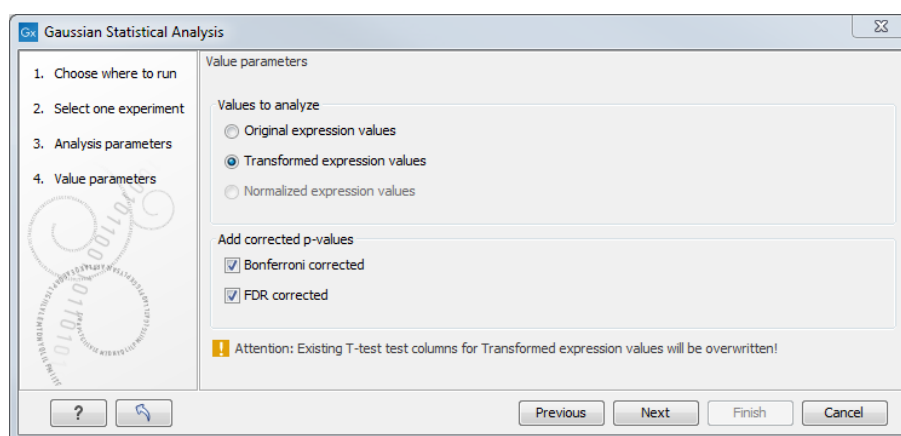 Gx Gaussian Statistical Analysis
1. Choose where to run
2. Select one experiment
3. Analysis parameters
4. Value parameters
Value parameters
Values to analyze
Original expression values
Transformed expression values
Normalized expression values
Add corrected p-values
Bonferroni corrected
FDR corrected
! Attention: Existing T-test test columns for Transformed expression values will be overwritten!
?
Previous
Next
Finish
Cancel